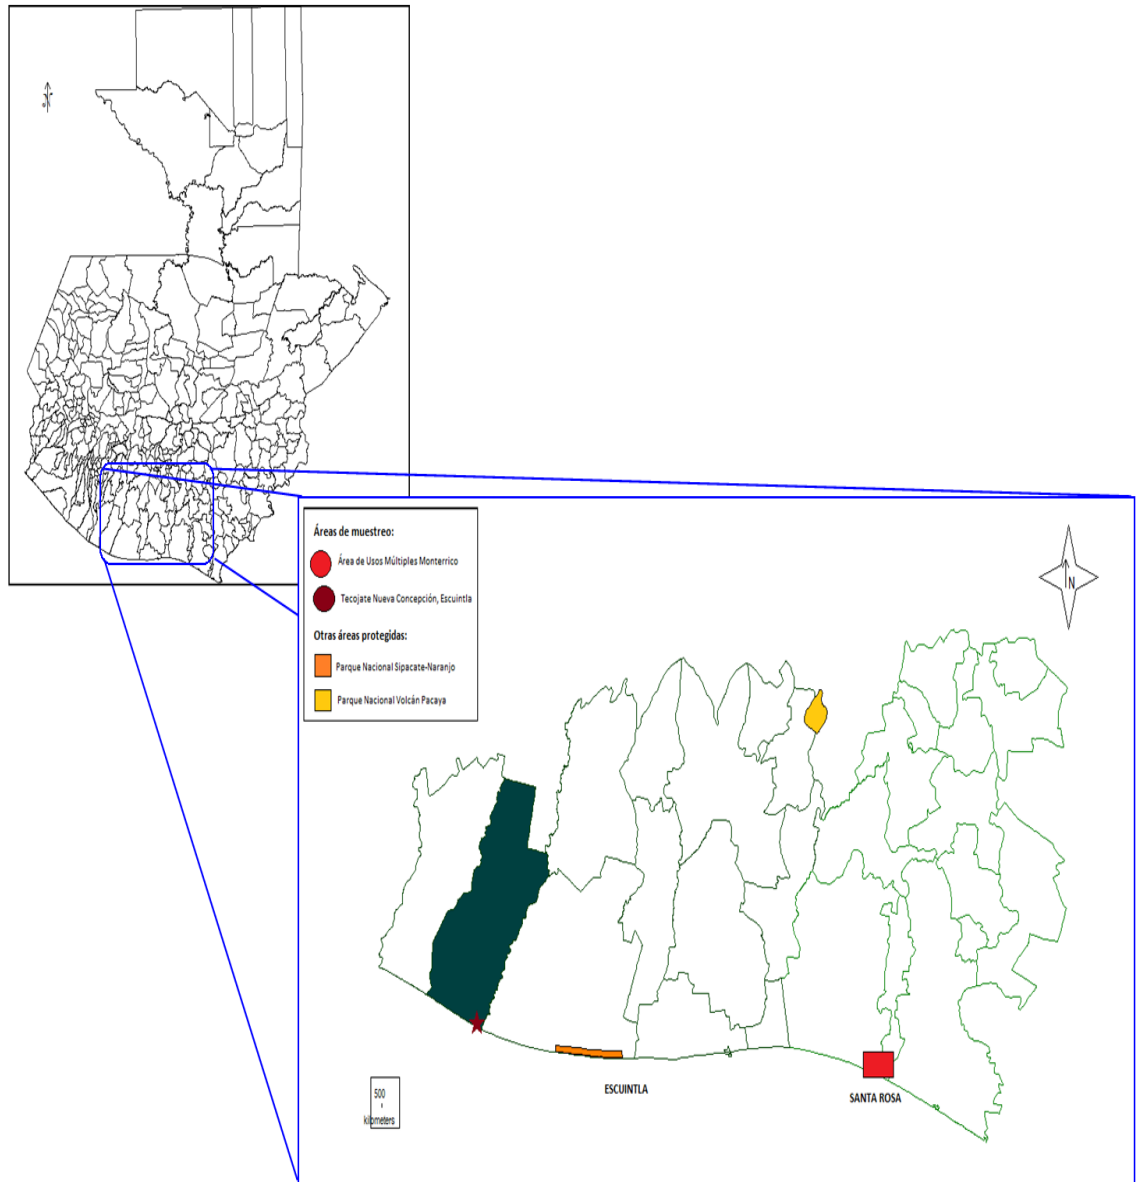 Áreas de muestreo:
Área de Usos Múltiples Monterrico
Tecojate Nueva Concepción, Escuintla
Otras áreas protegidas:
Parque Nacional Sipacate-Naranjo
Parque Nacional Volcán Pacaya
N
ESCUINTLA
SANTA ROSA
500
kilometers